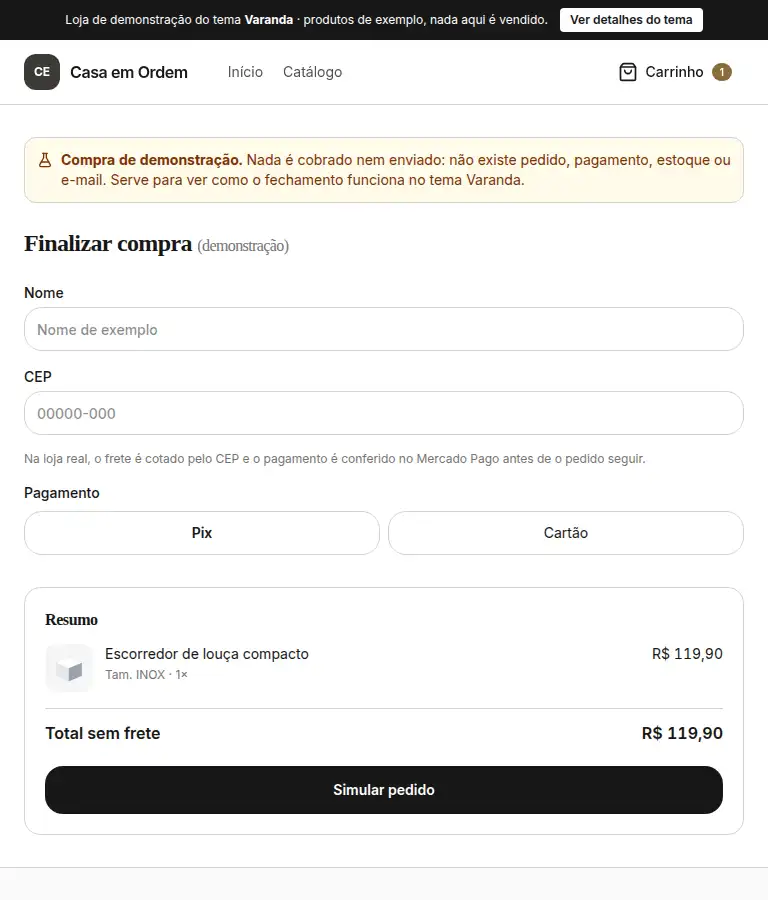 Loja de demonstração do tema Varanda · produtos de exemplo, nada aqui é vendido. Ver detalhes do tema
CE Casa em Ordem Início Catálogo Carrinho 1
Compra de demonstração. Nada é cobrado nem enviado: não existe pedido, pagamento, estoque ou
e-mail. Serve para ver como o fechamento funciona no tema Varanda.
Finalizar compra (demonstração)
Nome
Nome de exemplo
CEP
00000-000
Na loja real, o frete é cotado pelo CEP e o pagamento é conferido no Mercado Pago antes de o pedido seguir.
Pagamento
Pix Cartão
Resumo
Escorredor de louça compacto R$ 119,90
Tam. INOX · 1×
Total sem frete R$ 119,90
Simular pedido